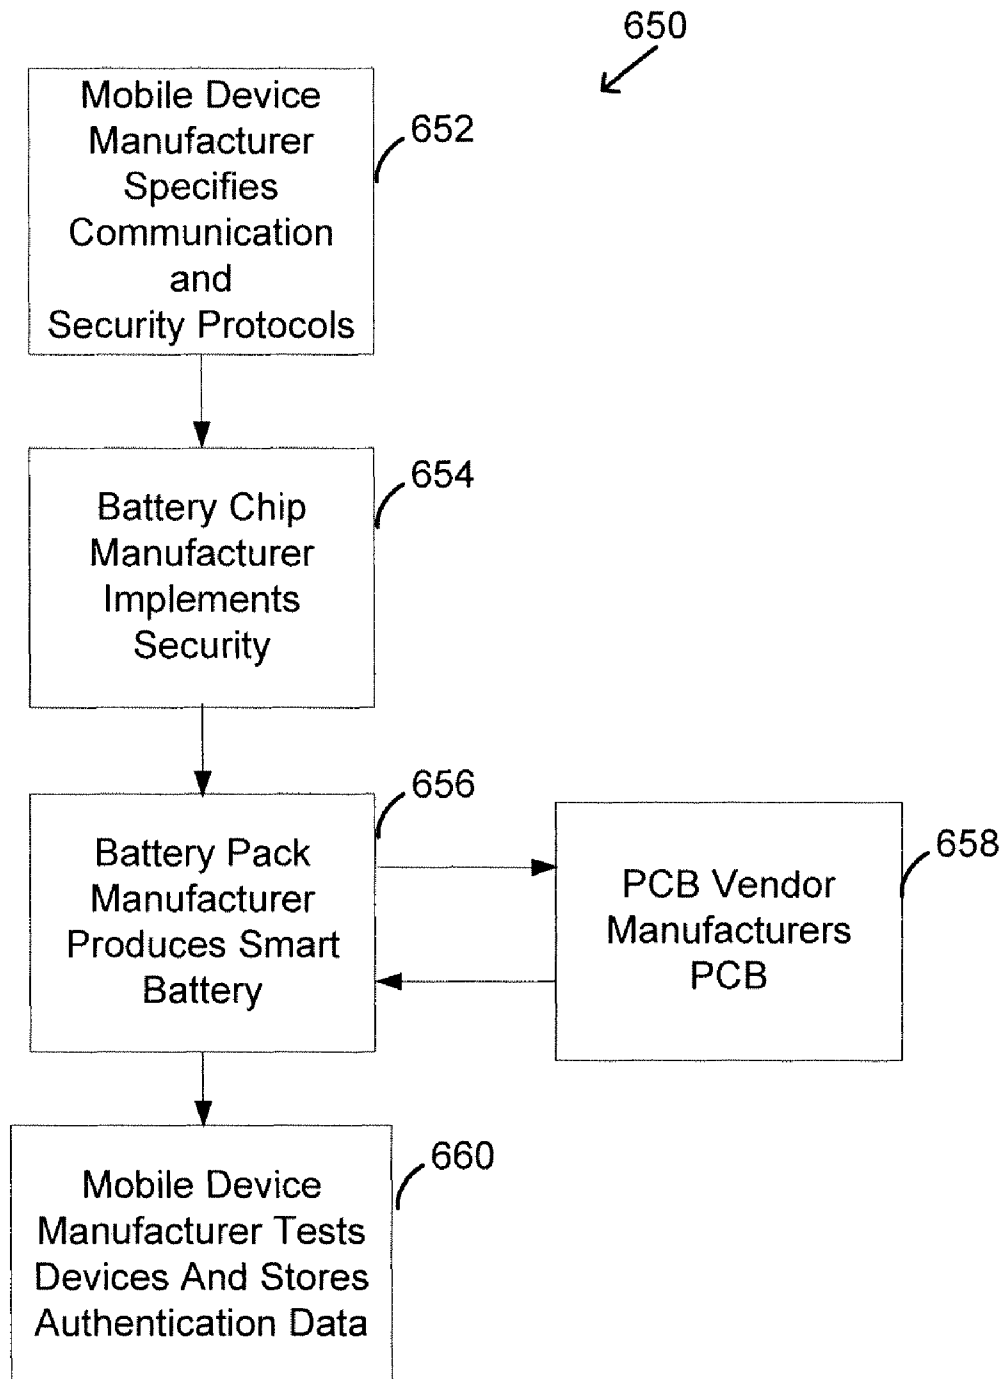 650
Mobile Device
Manufacturer
Specifies
Communication
and
Security Protocols
652
Battery Chip
Manufacturer
Implements
Security
654
Battery Pack
Manufacturer
Produces Smart
Battery
656
PCB Vendor
Manufacturers
PCB
658
Mobile Device
Manufacturer Tests
Devices And Stores
Authentication Data
660